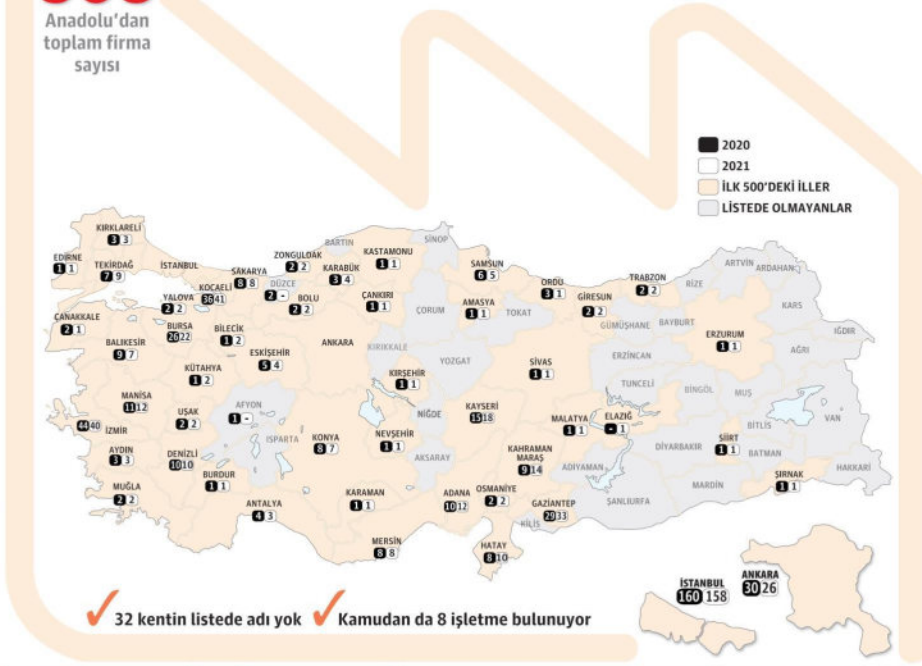 Anadolu'dan
toplam firma
sayısı
2020
2021
İLK 500'DEKİ İLLER
LİSTEDE OLMAYANLAR
KIRKLARELİ
3 3
EDİRNE
1 1
TEKİRDAĞ
7 9
İSTANBUL
KOCAELİ
36 41
YALOVA
2 2
SAKARYA
8 8
DÜZCE
2 -
ZONGULDAK
2 2
BARTIN
KARABÜK
3 4
BOLU
2 2
KASTAMONU
1 1
SİNOP
ÇANKIRI
1 1
SAMSUN
6 5
ÇORUM
AMASYA
1 1
TOKAT
ORDU
3 1
GİRESUN
2 2
TRABZON
2 2
RİZE
ARTVİN
ARDAHAN
KARS
IĞDIR
AĞRI
GÜMÜŞHANE
BAYBURT
ERZURUM
1 1
ERZİNCAN
ÇANAKKALE
2 1
BALIKESİR
9 7
BURSA
26 22
BİLECİK
1 2
ESKİŞEHİR
5 4
KÜTAHYA
1 2
ANKARA
KIRIKKALE
YOZGAT
KIRŞEHİR
1 1
SİVAS
1 1
TUNCELİ
BİNGÖL
MUŞ
BİTLİS
VAN
MANİSA
11 12
UŞAK
2 2
AFYON
1 -
44 40
İZMİR
ISPARTA
KONYA
8 7
AKSARAY
NEVŞEHİR
1 1
NİĞDE
KAYSERİ
15 18
MALATYA
1 1
ELAZIĞ
- 1
DİYARBAKIR
BATMAN
SİİRT
1 1
HAKKARİ
ŞIRNAK
1 1
MARDİN
AYDIN
3 3
DENİZLİ
10 10
BURDUR
1 1
MUĞLA
2 2
ANTALYA
4 3
KARAMAN
1 1
MERSİN
8 8
ADANA
10 12
OSMANİYE
2 2
KAHRAMAN
MARAŞ
9 14
ADIYAMAN
GAZİANTEP
29 33
KİLİS
ŞANLIURFA
HATAY
8 10
İSTANBUL
160 158
ANKARA
30 26
32 kentin listede adı yok
Kamudan da 8 işletme bulunuyor